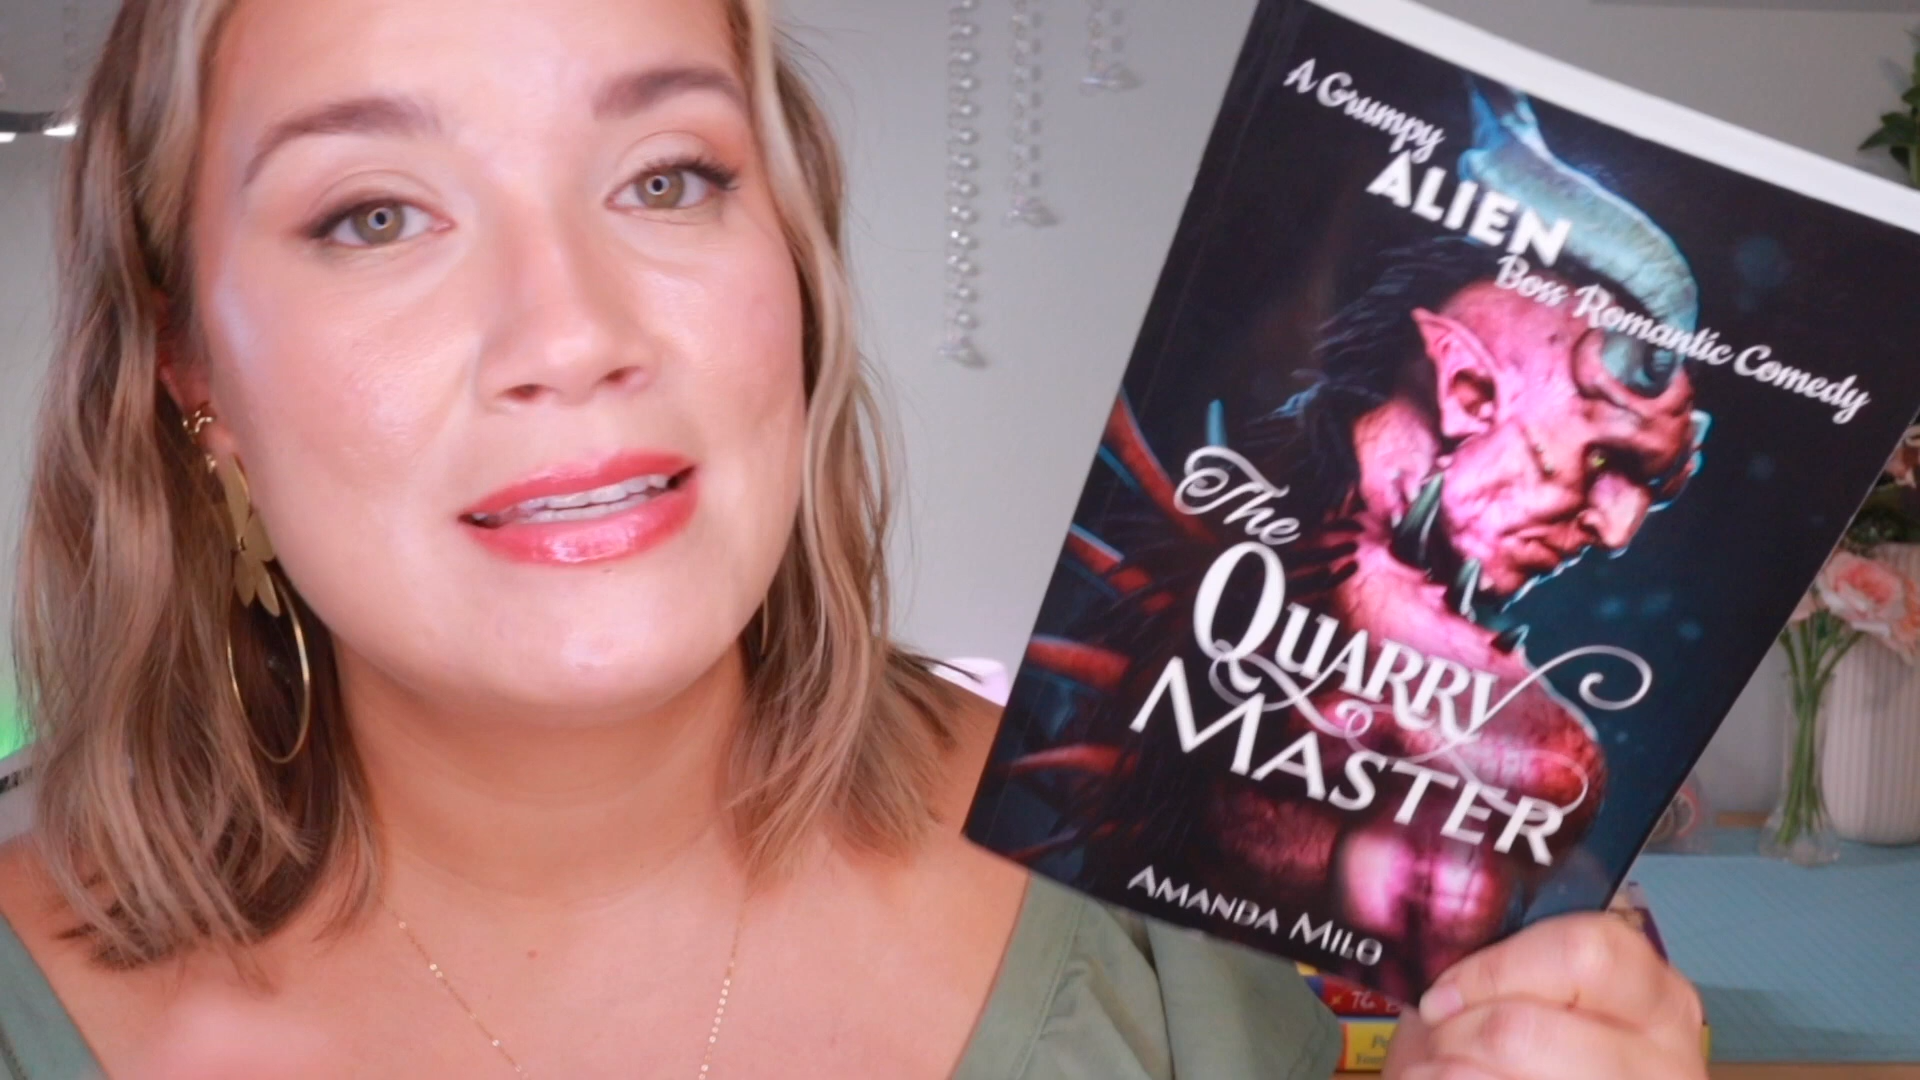 A Grumpy
ALIEN
Boss Romantic Comedy
The
QUARRY
MASTER
AMANDA MILO